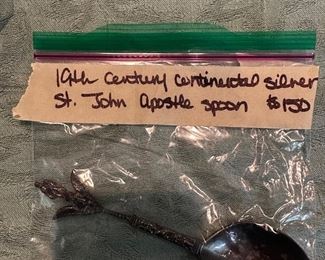 19th Century Continental silver
St. John Apostle spoon $150